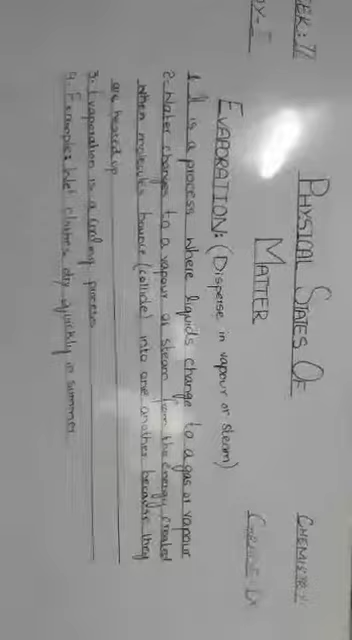 EEK: 11 PHYSICAL STATES OF CHEMISTRY
DY-I MATTER
EVAPORATION: (Disperse in vapour or steam)
1. It is a process where liquids change to a gas or vapour
2. Water changes to a vapour or steam from the energy created
when molecules bounce (collide) into one another because they
are heated up
3. Evaporation is a cooling process
4. Example: Wet clothes dry quickly in summer